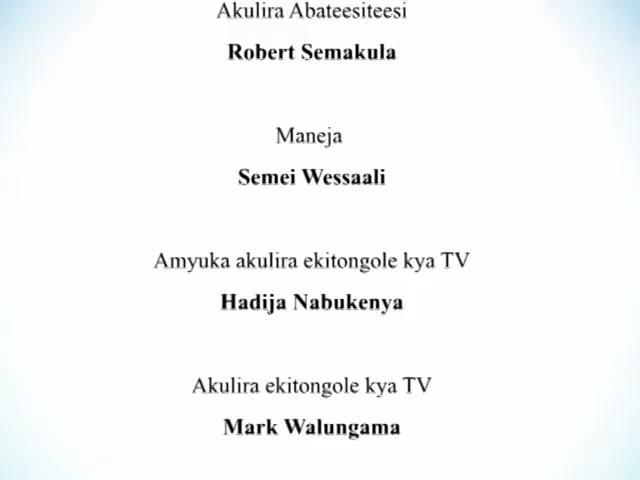 Akulira Abateesiteesi
Robert Semakula
Maneja
Semei Wessaali
Amyuka akulira ekitongole kya TV
Hadija Nabukenya
Akulira ekitongole kya TV
Mark Walungama